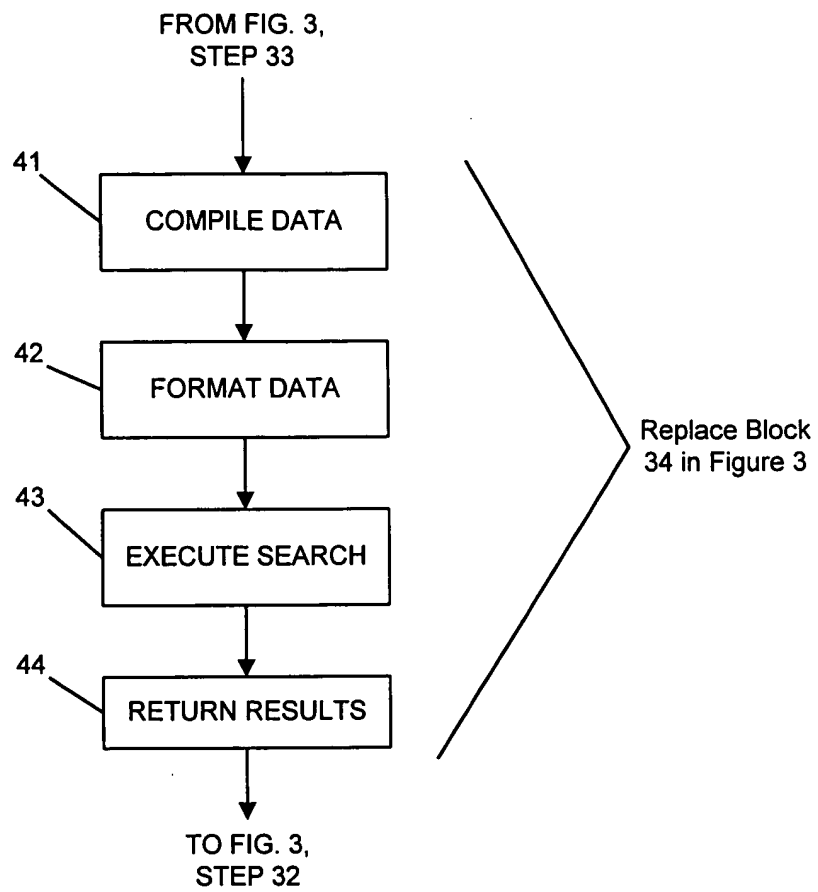 FROM FIG. 3,
STEP 33
41
COMPILE DATA
42
FORMAT DATA
43
EXECUTE SEARCH
44
RETURN RESULTS
Replace Block
34 in Figure 3
TO FIG. 3,
STEP 32